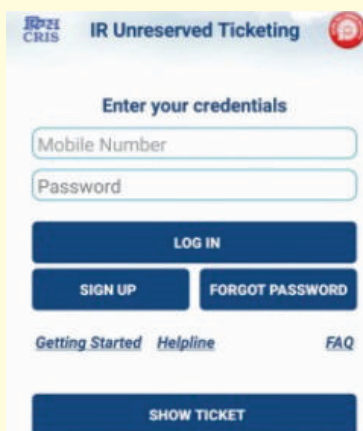 क्रिस
CRIS
IR Unreserved Ticketing
Enter your credentials
Mobile Number
Password
LOG IN
SIGN UP
FORGOT PASSWORD
Getting Started Helpline FAQ
SHOW TICKET